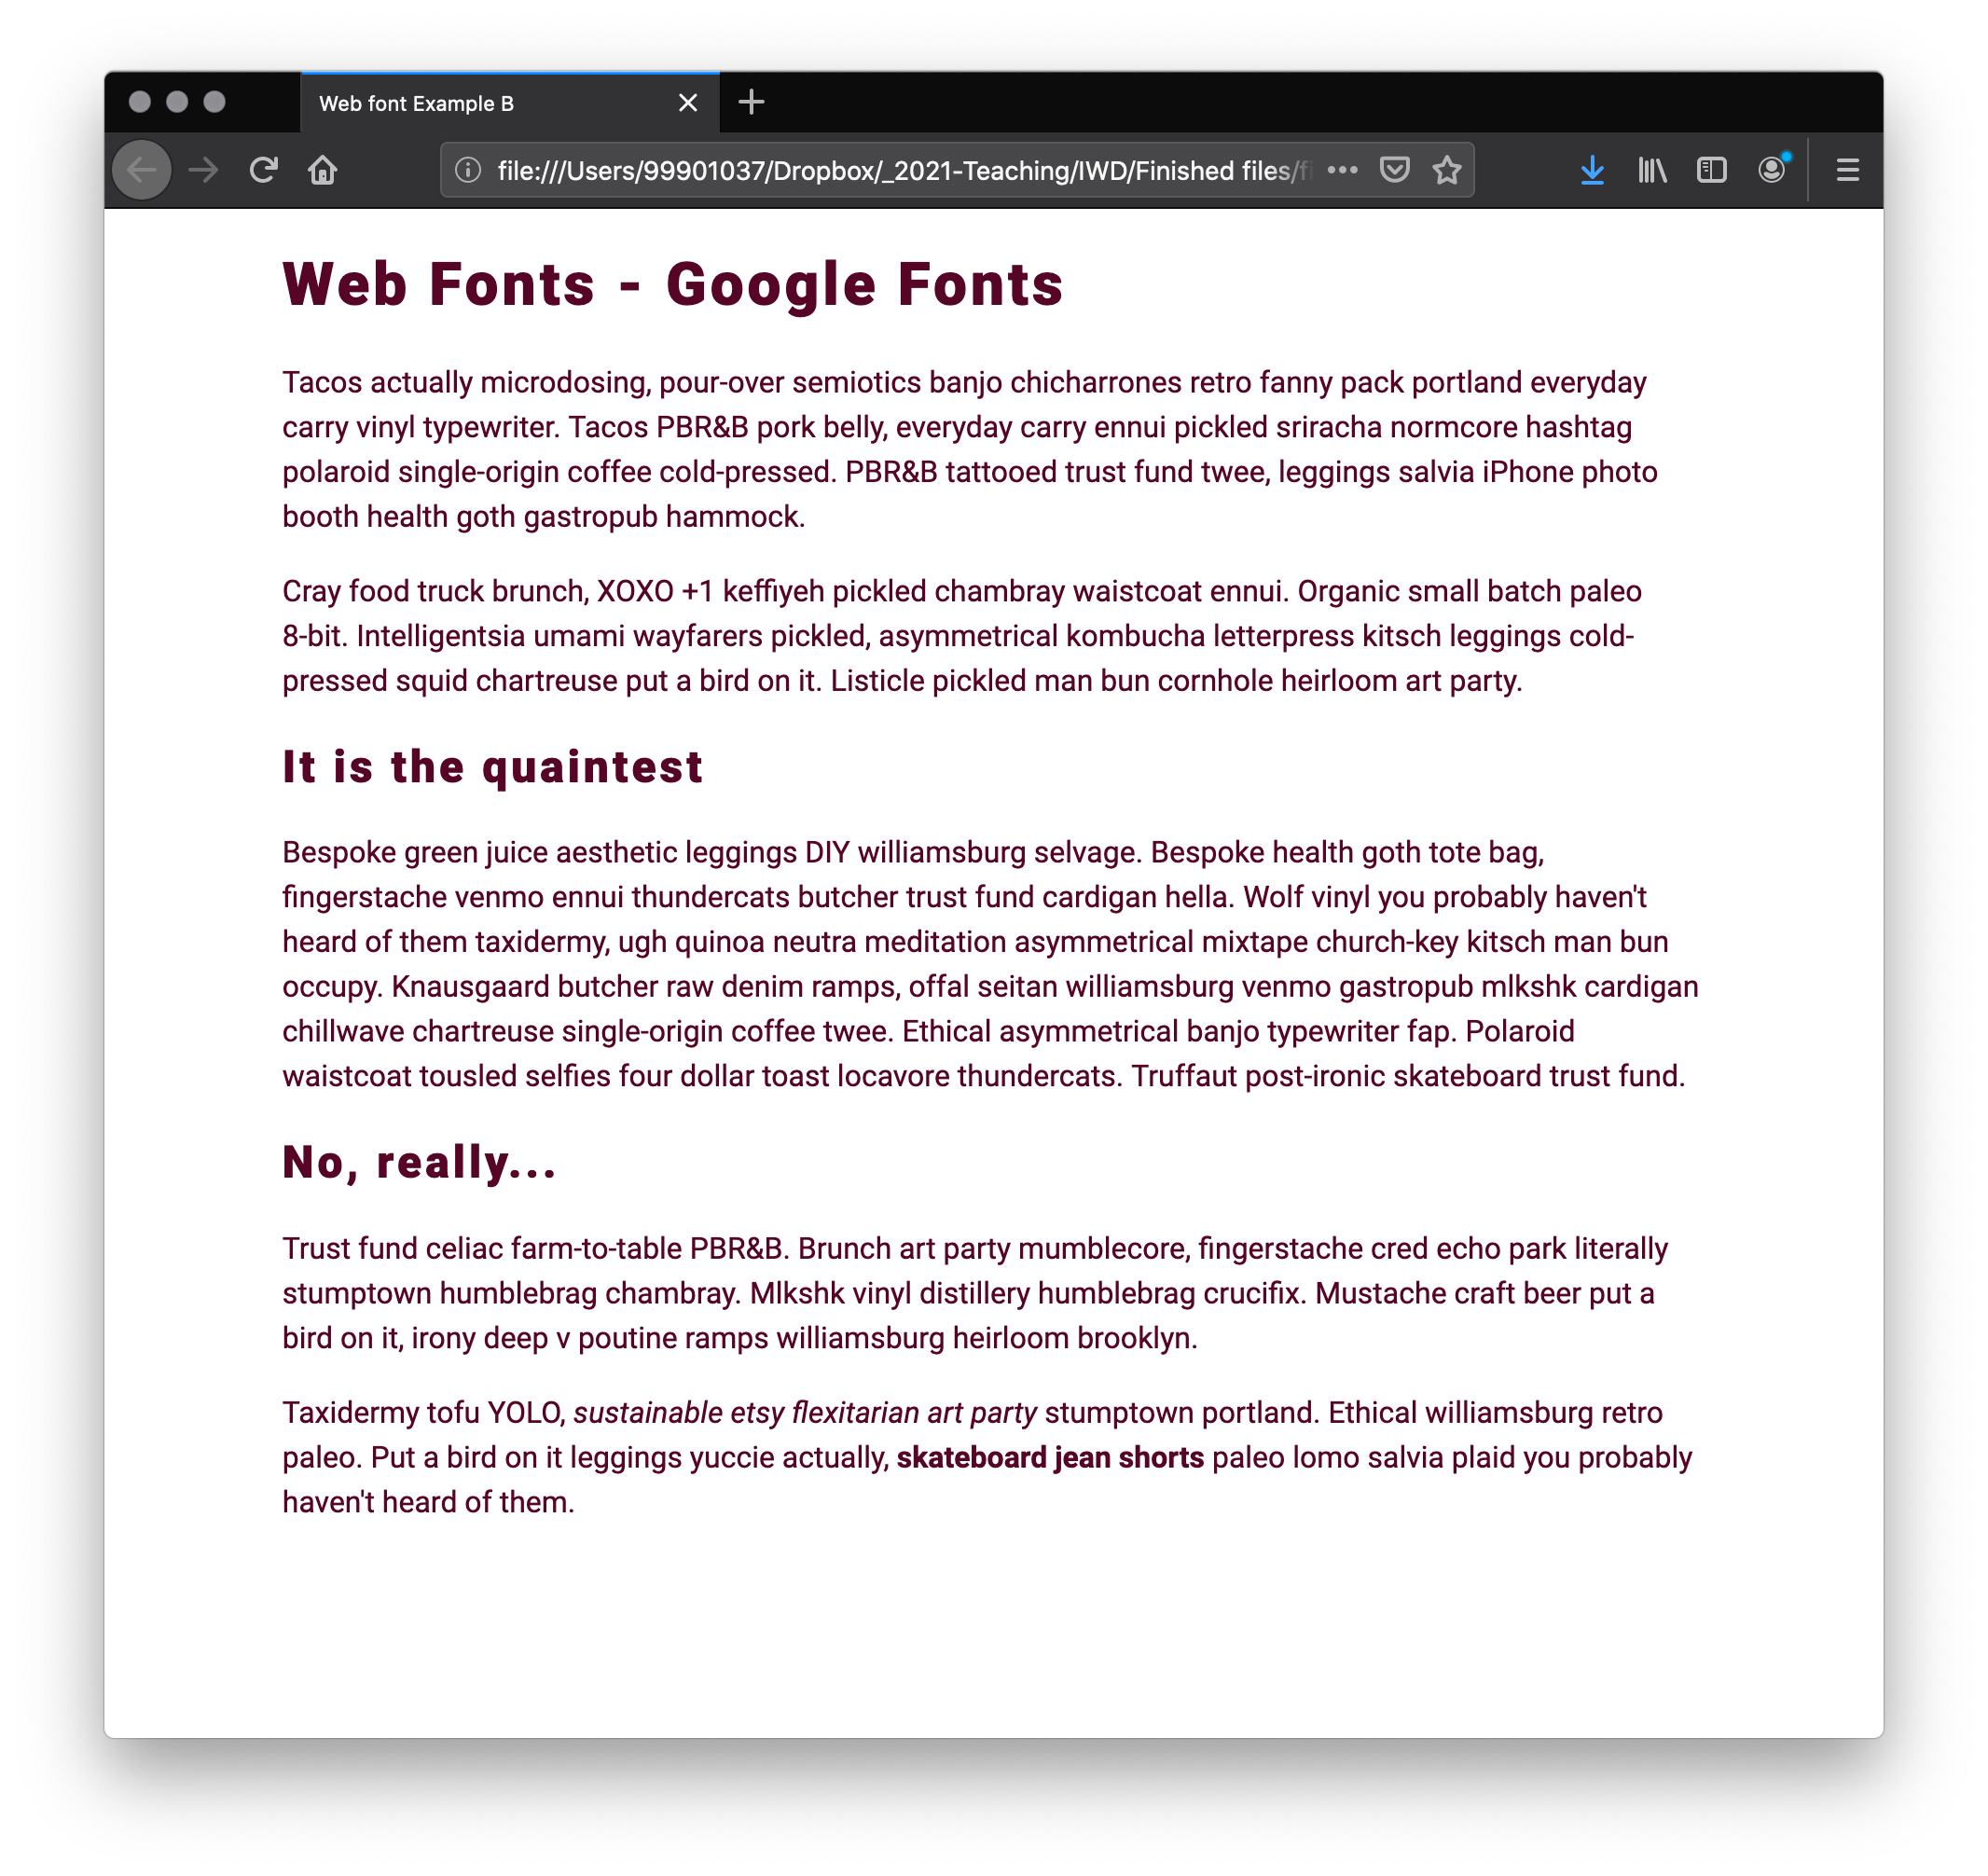 Web font Example B
file:///Users/99901037/Dropbox/_2021-Teaching/IWD/Finished files/fi
Web Fonts - Google Fonts
Tacos actually microdosing, pour-over semiotics banjo chicharrones retro fanny pack portland everyday
carry vinyl typewriter. Tacos PBR&B pork belly, everyday carry ennui pickled sriracha normcore hashtag
polaroid single-origin coffee cold-pressed. PBR&B tattooed trust fund twee, leggings salvia iPhone photo
booth health goth gastropub hammock.
Cray food truck brunch, XOXO +1 keffiyeh pickled chambray waistcoat ennui. Organic small batch paleo
8-bit. Intelligentsia umami wayfarers pickled, asymmetrical kombucha letterpress kitsch leggings cold-
pressed squid chartreuse put a bird on it. Listicle pickled man bun cornhole heirloom art party.
It is the quaintest
Bespoke green juice aesthetic leggings DIY williamsburg selvage. Bespoke health goth tote bag,
fingerstache venmo ennui thundercats butcher trust fund cardigan hella. Wolf vinyl you probably haven't
heard of them taxidermy, ugh quinoa neutra meditation asymmetrical mixtape church-key kitsch man bun
occupy. Knausgaard butcher raw denim ramps, offal seitan williamsburg venmo gastropub mlkshk cardigan
chillwave chartreuse single-origin coffee twee. Ethical asymmetrical banjo typewriter fap. Polaroid
waistcoat tousled selfies four dollar toast locavore thundercats. Truffaut post-ironic skateboard trust fund.
No, really...
Trust fund celiac farm-to-table PBR&B. Brunch art party mumblecore, fingerstache cred echo park literally
stumptown humblebrag chambray. Mlkshk vinyl distillery humblebrag crucifix. Mustache craft beer put a
bird on it, irony deep v poutine ramps williamsburg heirloom brooklyn.
Taxidermy tofu YOLO, sustainable etsy flexitarian art party stumptown portland. Ethical williamsburg retro
paleo. Put a bird on it leggings yuccie actually, skateboard jean shorts paleo lomo salvia plaid you probably
haven't heard of them.